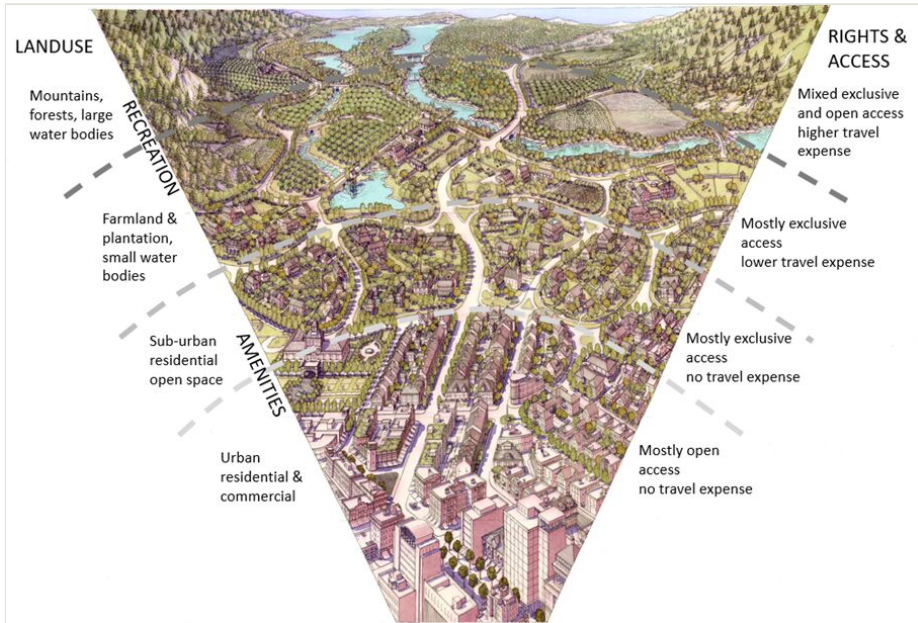 LANDUSE
RIGHTS &
ACCESS
Mountains,
forests, large
water bodies
RECREATION
Mixed exclusive
and open access
higher travel
expense
Farmland &
plantation,
small water
bodies
Mostly exclusive
access
lower travel expense
Sub-urban
residential
open space
AMENITIES
Mostly exclusive
access
no travel expense
Urban
residential &
commercial
Mostly open
access
no travel expense